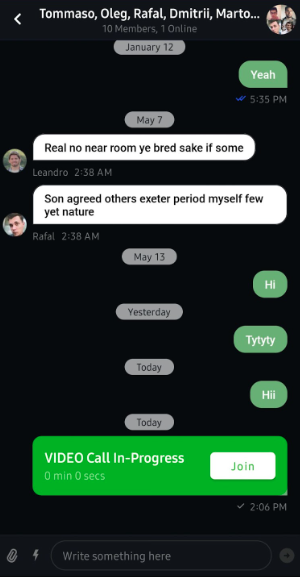 Tommaso, Oleg, Rafal, Dmitrii, Marto...
10 Members, 1 Online
January 12
Yeah
5:35 PM
May 7
Real no near room ye bred sake if some
Leandro 2:38 AM
Son agreed others exeter period myself few
yet nature
Rafal 2:38 AM
May 13
Hi
Yesterday
Tytyty
Today
Hii
Today
VIDEO Call In-Progress
0 min 0 secs
Join
2:06 PM
Write something here